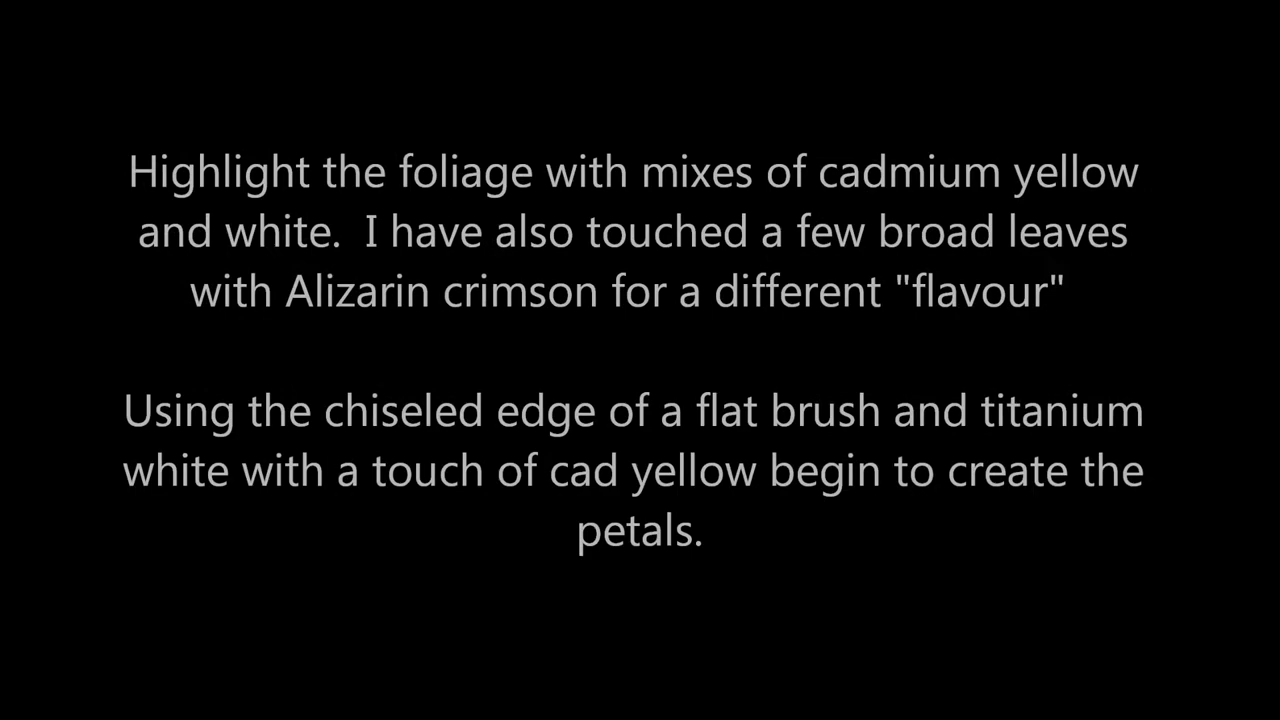 Highlight the foliage with mixes of cadmium yellow
and white.  I have also touched a few broad leaves
with Alizarin crimson for a different "flavour"
Using the chiseled edge of a flat brush and titanium
white with a touch of cad yellow begin to create the
petals.